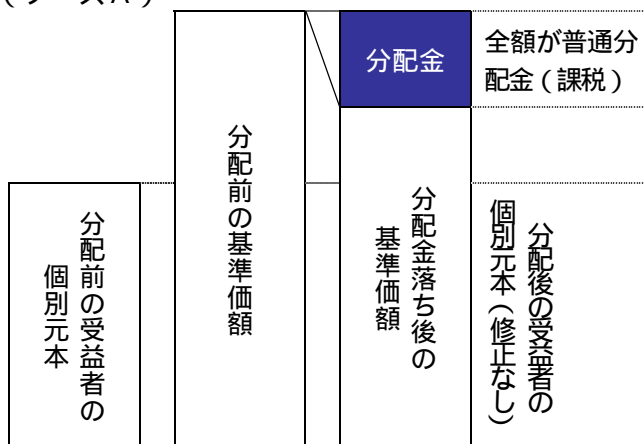 (ケースA)
分配金
全額が普通分
配金(課税)
分配前の受益者の
個別元本
分配前の基準価額
分配金落ち後の
基準価額
分配後の受益者の
個別元本(修正なし)